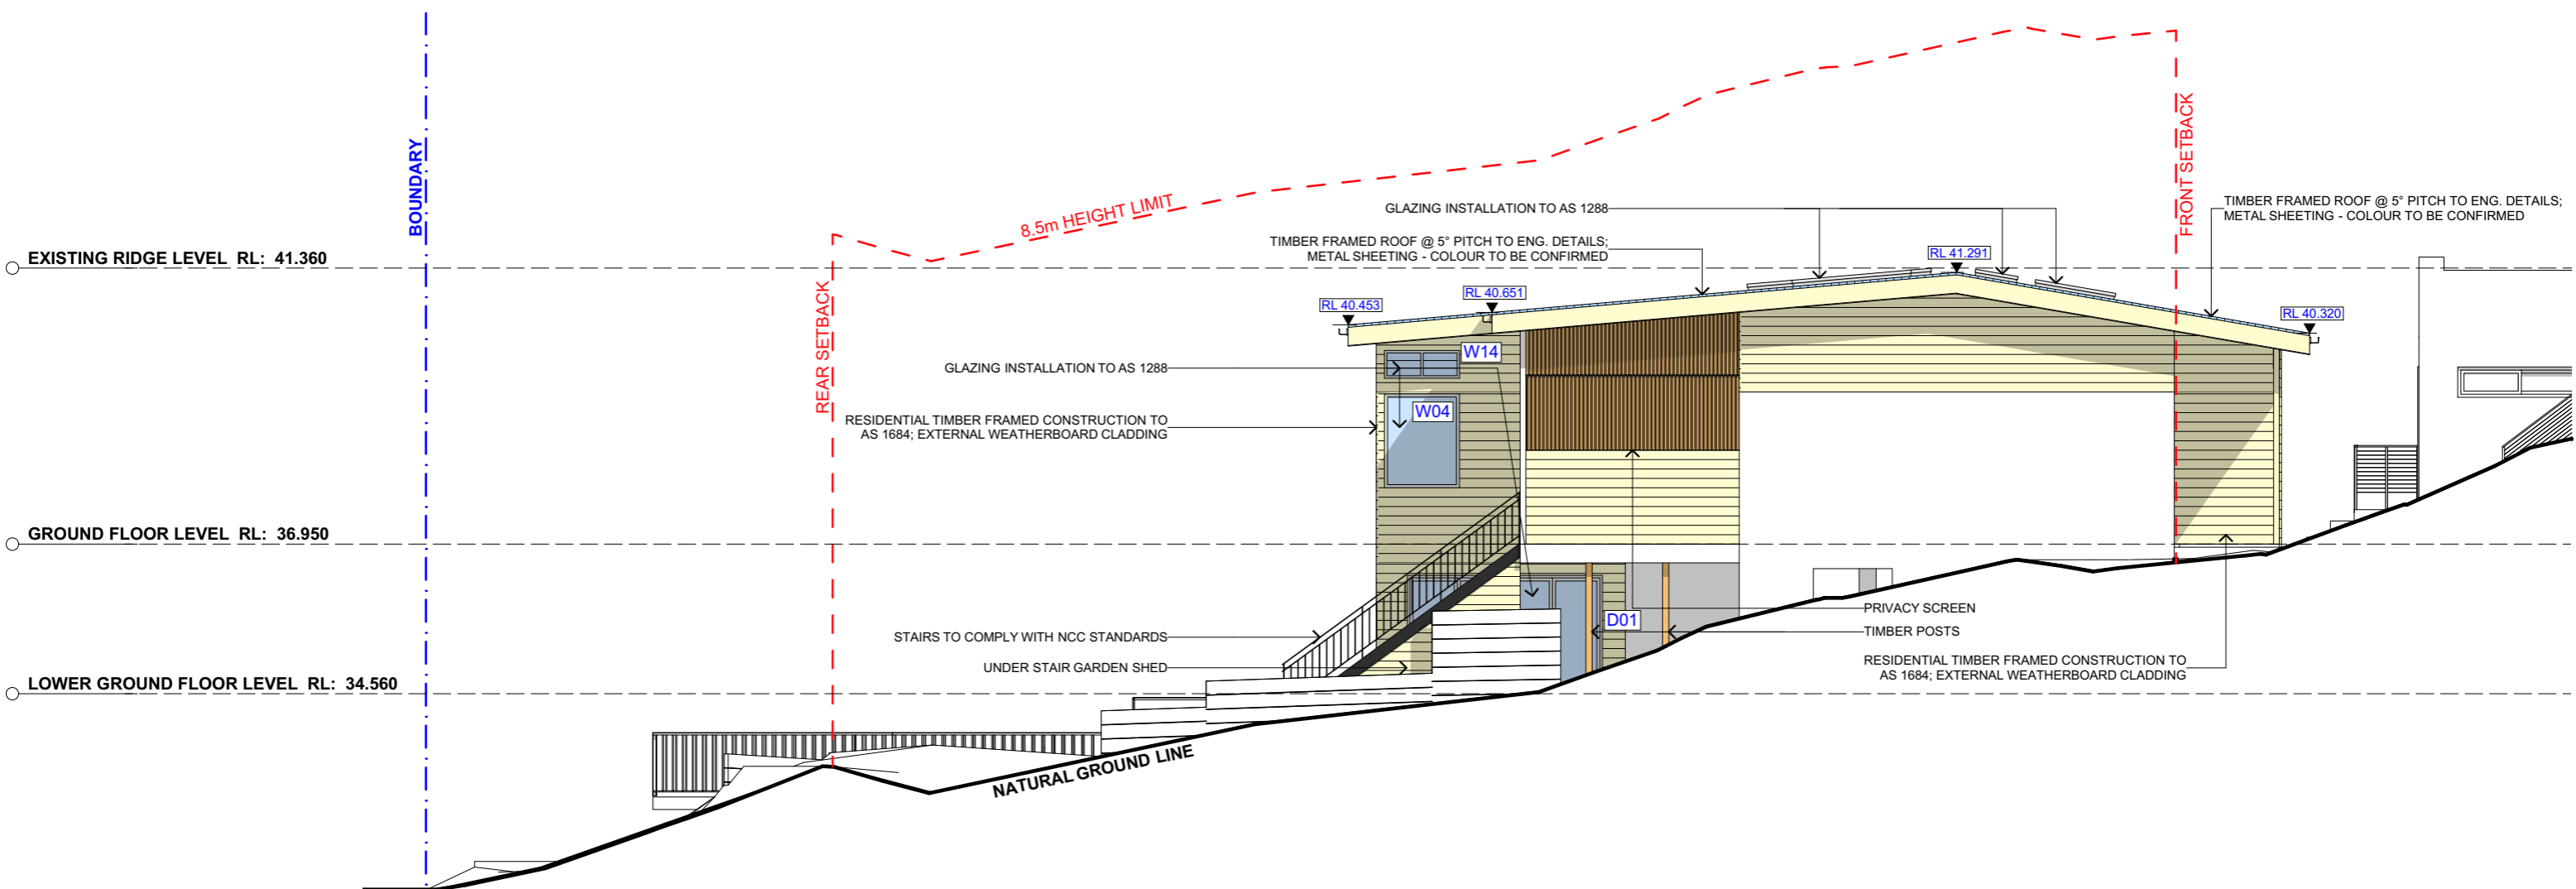 BOUNDARY
8.5m HEIGHT LIMIT
FRONT SETBACK
REAR SETBACK
GLAZING INSTALLATION TO AS 1288
TIMBER FRAMED ROOF @ 5° PITCH TO ENG. DETAILS;
METAL SHEETING - COLOUR TO BE CONFIRMED
TIMBER FRAMED ROOF @ 5° PITCH TO ENG. DETAILS;
METAL SHEETING - COLOUR TO BE CONFIRMED
EXISTING RIDGE LEVEL RL: 41.360
RL 41.291
RL 40.453
RL 40.651
RL 40.320
W14
GLAZING INSTALLATION TO AS 1288
W04
RESIDENTIAL TIMBER FRAMED CONSTRUCTION TO
AS 1684; EXTERNAL WEATHERBOARD CLADDING
GROUND FLOOR LEVEL RL: 36.950
PRIVACY SCREEN
D01
TIMBER POSTS
STAIRS TO COMPLY WITH NCC STANDARDS
UNDER STAIR GARDEN SHED
RESIDENTIAL TIMBER FRAMED CONSTRUCTION TO
AS 1684; EXTERNAL WEATHERBOARD CLADDING
LOWER GROUND FLOOR LEVEL RL: 34.560
NATURAL GROUND LINE